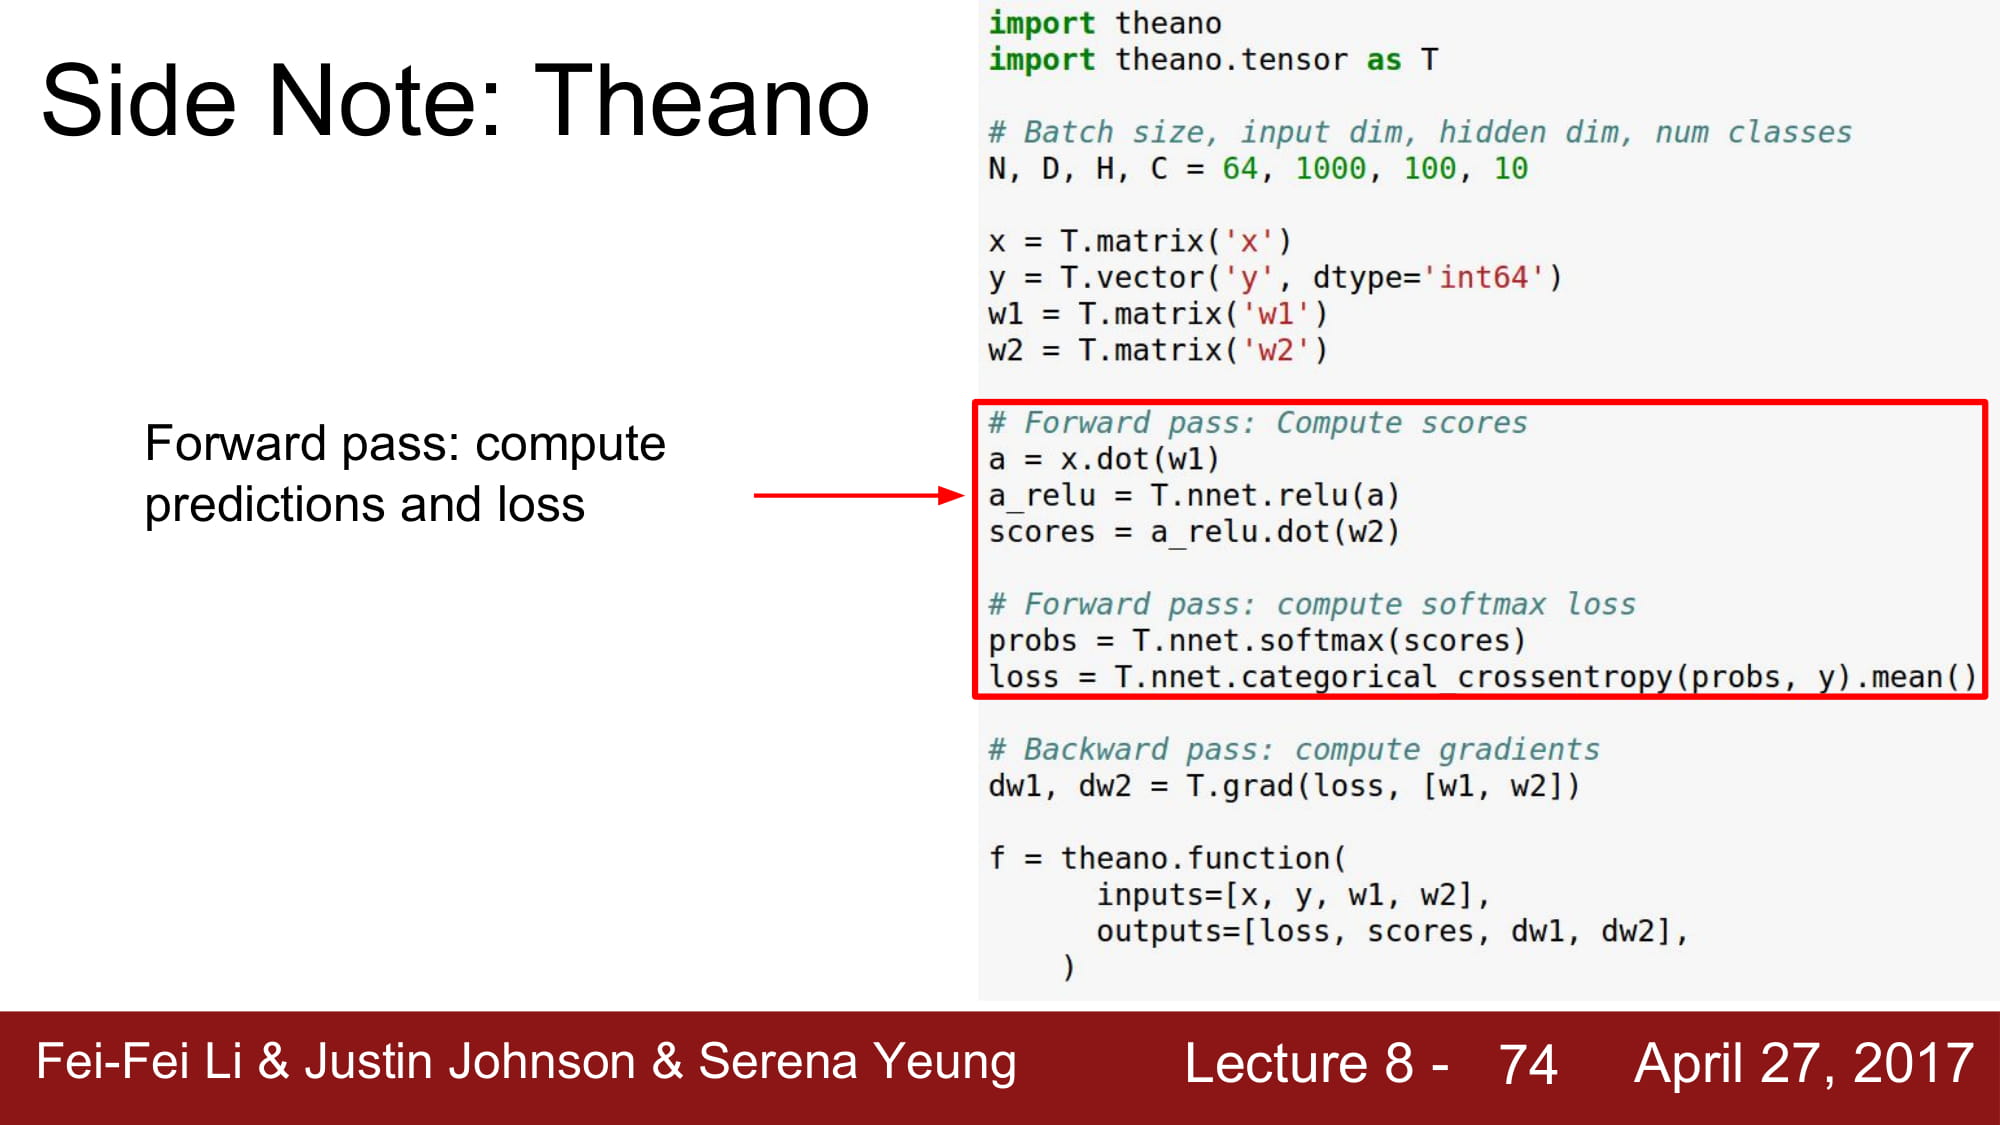 Side Note: Theano
Forward pass: compute
predictions and loss
import theano
import theano.tensor as T
# Batch size, input dim, hidden dim, num classes
N, D, H, C = 64, 1000, 100, 10
x = T.matrix('x')
y = T.vector('y', dtype='int64')
w1 = T.matrix('w1')
w2 = T.matrix('w2')
# Forward pass: Compute scores
a = x.dot(w1)
a_relu = T.nnet.relu(a)
scores = a_relu.dot(w2)
# Forward pass: compute softmax loss
probs = T.nnet.softmax(scores)
loss = T.nnet.categorical_crossentropy(probs, y).mean()
# Backward pass: compute gradients
dw1, dw2 = T.grad(loss, [w1, w2])
f = theano.function(
      inputs=[x, y, w1, w2],
      outputs=[loss, scores, dw1, dw2],
    )
Fei-Fei Li & Justin Johnson & Serena Yeung
Lecture 8 - 74
April 27, 2017